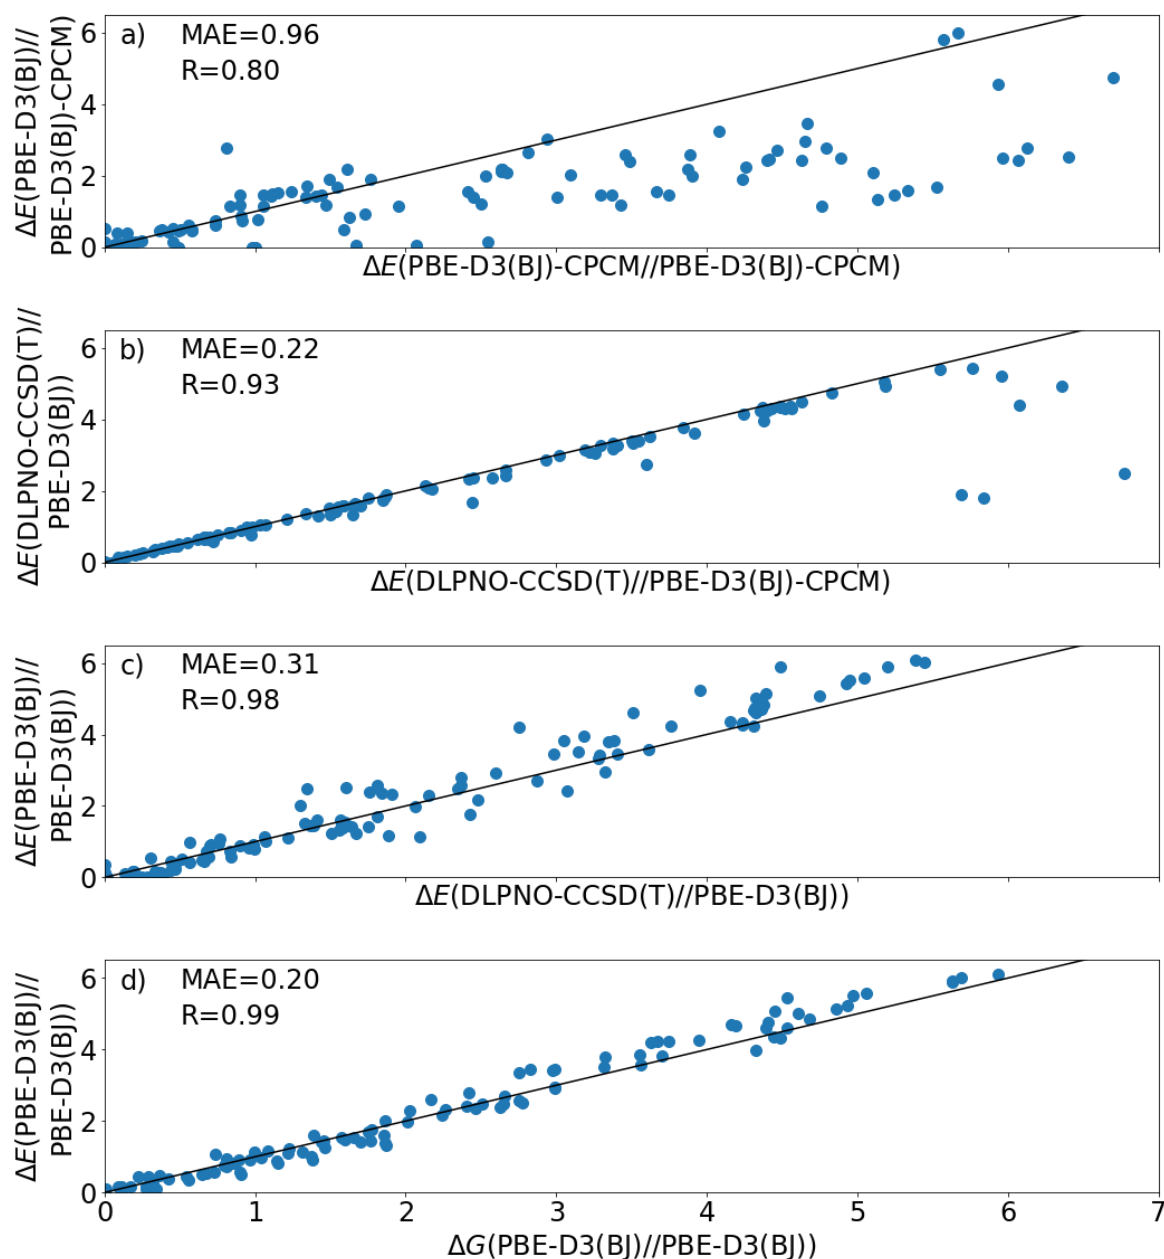 ΔE(PBE-D3(BJ)//
PBE-D3(BJ)-CPCM)
6
4
2
0
a)
MAE=0.96
R=0.80
ΔE(PBE-D3(BJ)-CPCM//PBE-D3(BJ)-CPCM)
ΔE(DLPNO-CCSD(T)//
PBE-D3(BJ))
6
4
2
0
b)
MAE=0.22
R=0.93
ΔE(DLPNO-CCSD(T)//PBE-D3(BJ)-CPCM)
ΔE(PBE-D3(BJ)//
PBE-D3(BJ))
6
4
2
0
c)
MAE=0.31
R=0.98
ΔE(DLPNO-CCSD(T)//PBE-D3(BJ))
ΔE(PBE-D3(BJ)//
PBE-D3(BJ))
6
4
2
0
d)
MAE=0.20
R=0.99
0 1 2 3 4 5 6 7
ΔG(PBE-D3(BJ)//PBE-D3(BJ))